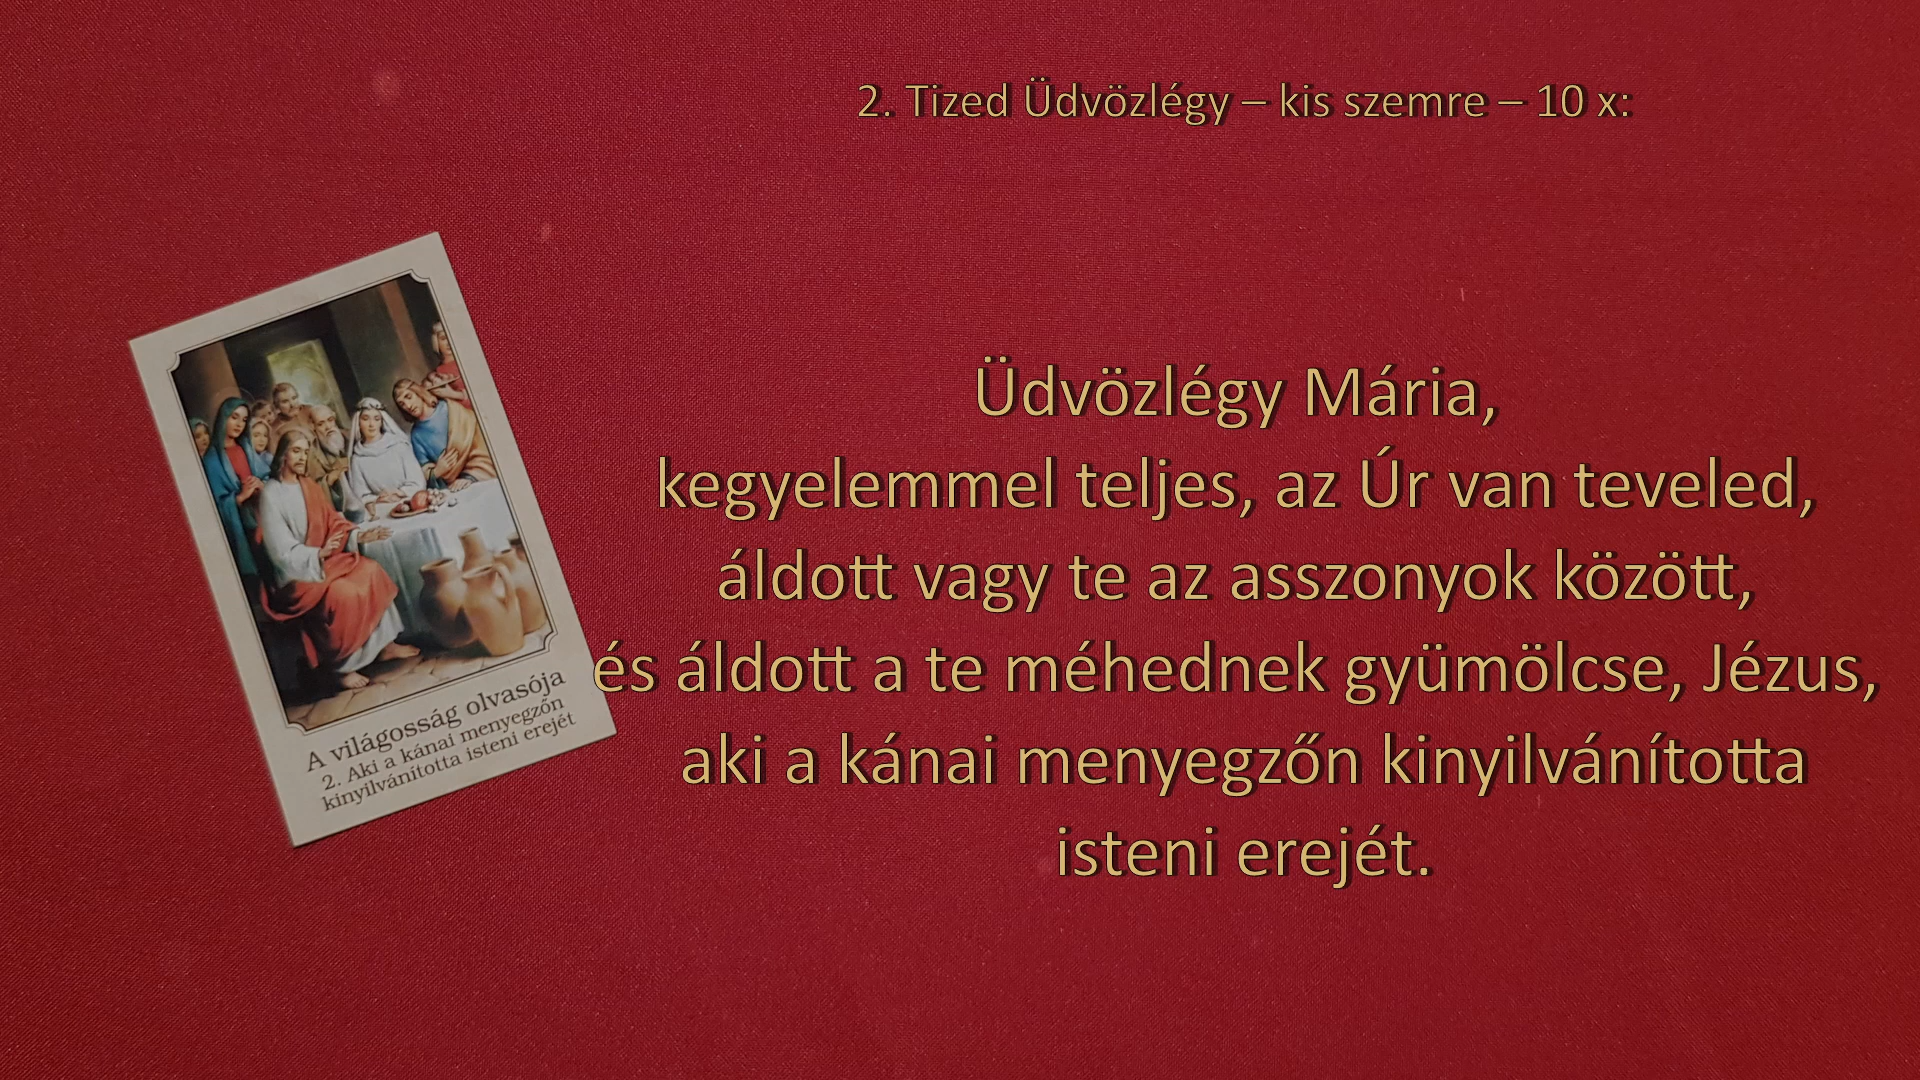 2. Tized Üdvözlégy – kis szemre – 10 x:
Üdvözlégy Mária,
kegyelemmel teljes, az Úr van teveled,
áldott vagy te az asszonyok között,
és áldott a te méhednek gyümölcse, Jézus,
aki a kánai menyegzőn kinyilvánította
isteni erejét.
A világosság olvasója
2. Aki a kánai menyegzőn
kinyilvánította isteni erejét